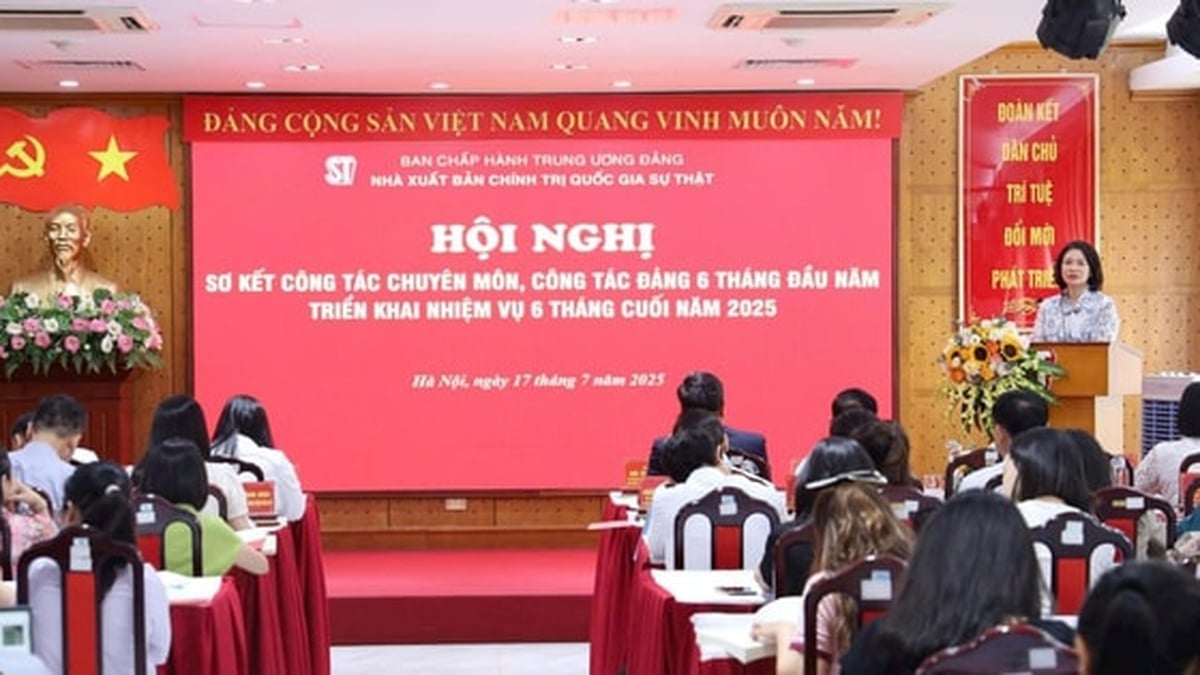 ĐẢNG CỘNG SẢN VIỆT NAM QUANG VINH MUÔN NĂM!
ST
BAN CHẤP HÀNH TRUNG ƯƠNG ĐẢNG
NHÀ XUẤT BẢN CHÍNH TRỊ QUỐC GIA SỰ THẬT
HỘI NGHỊ
SƠ KẾT CÔNG TÁC CHUYÊN MÔN, CÔNG TÁC ĐẢNG 6 THÁNG ĐẦU NĂM
TRIỂN KHAI NHIỆM VỤ 6 THÁNG CUỐI NĂM 2025
Hà Nội, ngày 17 tháng 7 năm 2025
ĐOÀN KẾT
DÂN CHỦ
TRÍ TUỆ
ĐỔI MỚI
PHÁT TRIỂ